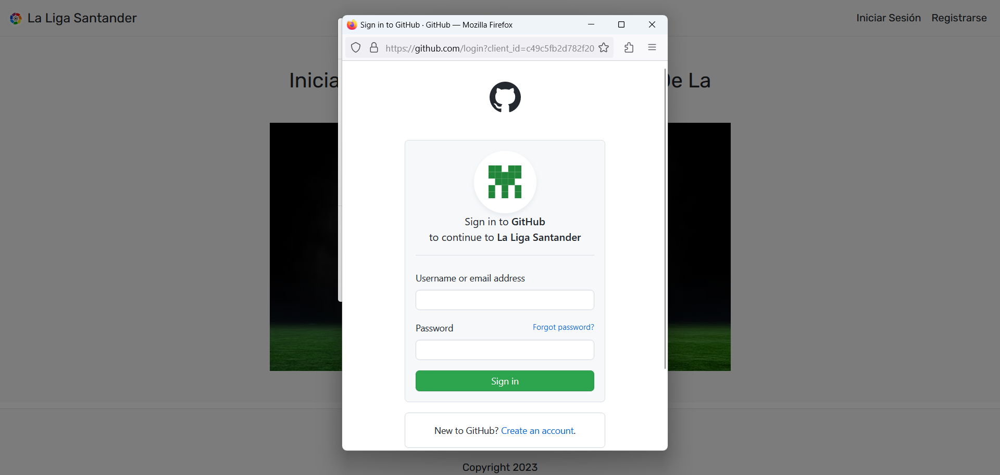 La Liga Santander
Iniciar Sesión Registrarse
Sign in to GitHub · GitHub — Mozilla Firefox
https://github.com/login?client_id=c49c5fb2d782f20
De La
Sign in to GitHub
to continue to La Liga Santander
Username or email address
Password Forgot password?
Sign in
New to GitHub? Create an account.
Copyright 2023